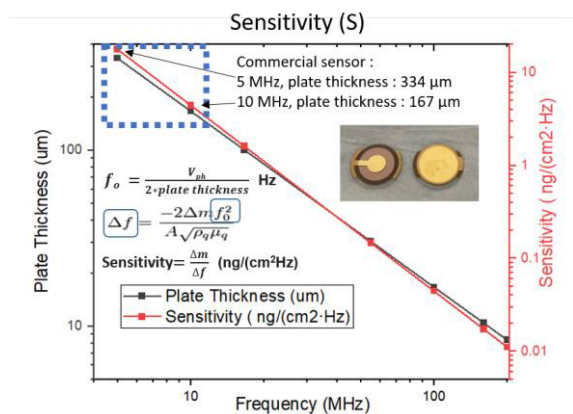 Sensitivity (S)
Commercial sensor :
5 MHz, plate thickness : 334 μm
10 MHz, plate thickness : 167 μm
f_o = V_ph / 2*plate thickness Hz
Δf = -2Δm f_0^2 / A√ρ_qμ_q
Sensitivity= Δm / Δf (ng/(cm²Hz)
Plate Thickness (um)
Sensitivity ( ng/(cm2·Hz)
Plate Thickness (um)
100
10
10
1
0.1
0.01
Sensitivity ( ng/(cm2·Hz)
10
100
Frequency (MHz)